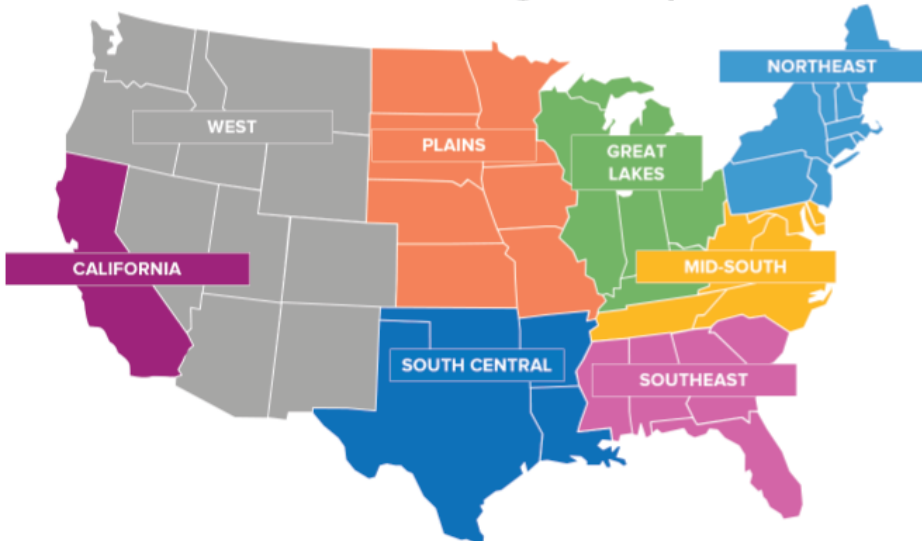 NORTHEAST
WEST
PLAINS
GREAT
LAKES
CALIFORNIA
MID-SOUTH
SOUTH CENTRAL
SOUTHEAST